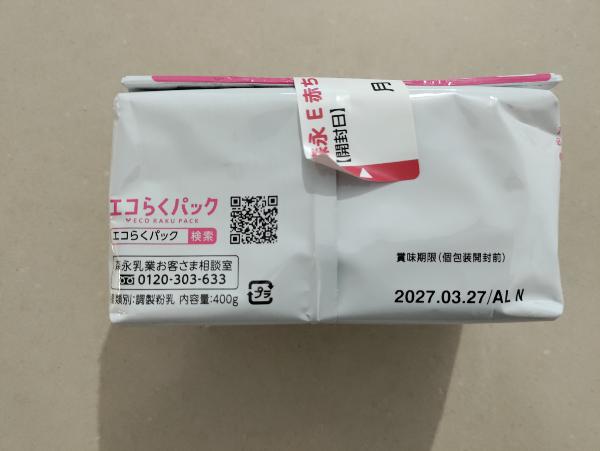 永 E 赤ち
【開封日】
月
エコらくパック
ECO RAKU PACK
エコらくパック 検索
森永乳業お客さま相談室
0120-303-633
類別:調製粉乳 内容量:400g
プラ
賞味期限(個包装開封前)
2027.03.27/AL N